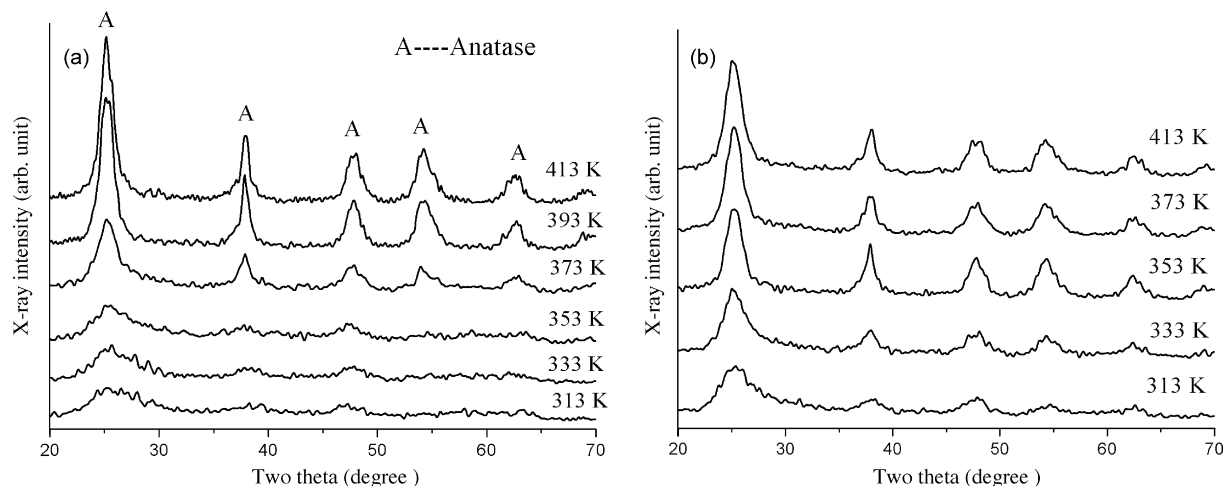 A
(a)
A----Anatase
A
A
A
A
413 K
393 K
373 K
353 K
333 K
313 K
X-ray intensity (arb. unit)
20 30 40 50 60 70
Two theta (degree )
(b)
413 K
373 K
353 K
333 K
313 K
X-ray intensity (arb. unit)
20 30 40 50 60 70
Two theta (degree )